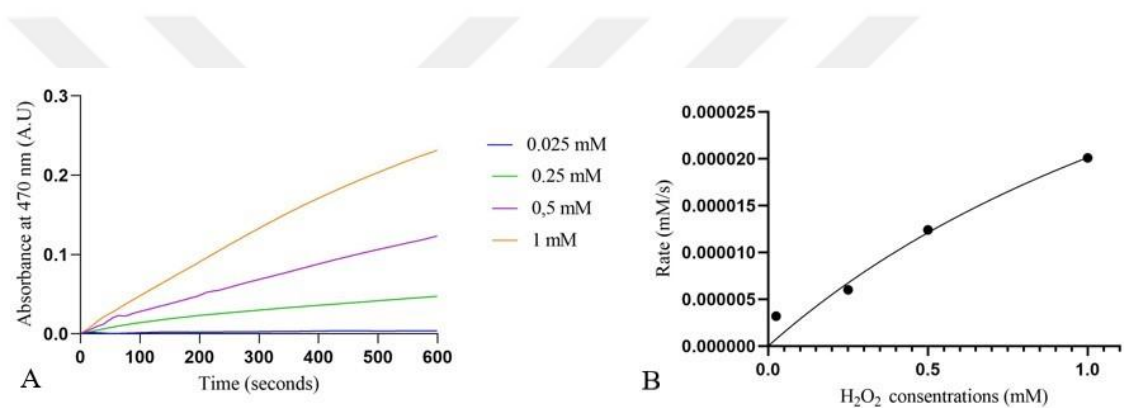 Absorbance at 470 nm (A.U)
0.3
0.2
0.1
0.0
0 100 200 300 400 500 600
Time (seconds)
A
0.025 mM
0.25 mM
0,5 mM
1 mM
Rate (mM/s)
0.000025
0.000020
0.000010
0.000005
0.000000
0.0 0.5 1.0
H₂O₂ consentrations (mM)
B